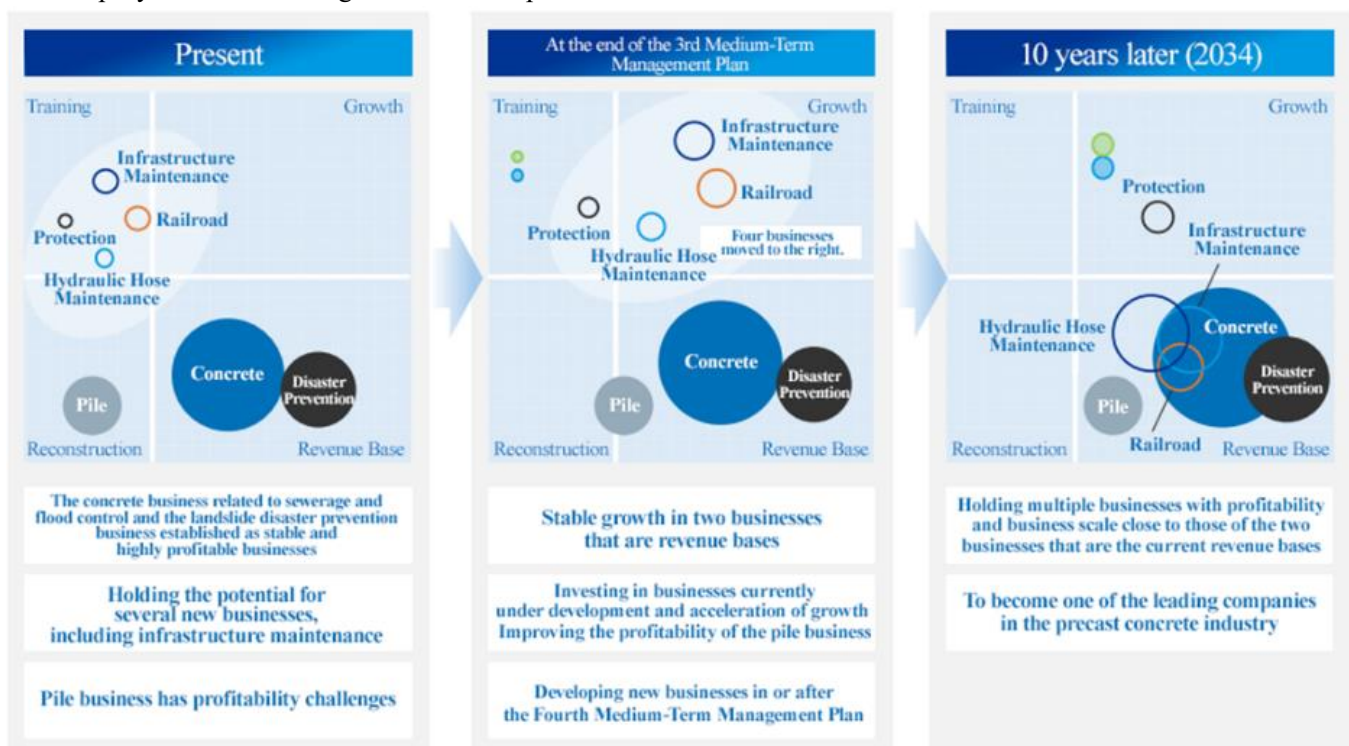 Present
Training
Growth
Infrastructure
Maintenance
Railroad
Protection
Hydraulic Hose
Maintenance
Concrete
Disaster
Prevention
Pile
Reconstruction
Revenue Base
The concrete business related to sewerage and
flood control and the landslide disaster prevention
business established as stable and
highly profitable businesses
Holding the potential for
several new businesses,
including infrastructure maintenance
Pile business has profitability challenges
At the end of the 3rd Medium-Term
Management Plan
Training
Growth
Infrastructure
Maintenance
Railroad
Protection
Four businesses
moved to the right.
Hydraulic Hose
Maintenance
Concrete
Disaster
Prevention
Pile
Reconstruction
Revenue Base
Stable growth in two businesses
that are revenue bases
Investing in businesses currently
under development and acceleration of growth
Improving the profitability of the pile business
Developing new businesses in or after
the Fourth Medium-Term Management Plan
10 years later (2034)
Training
Growth
Protection
Infrastructure
Maintenance
Hydraulic Hose
Maintenance
Concrete
Disaster
Prevention
Pile
Railroad
Reconstruction
Revenue Base
Holding multiple businesses with profitability
and business scale close to those of the two
businesses that are the current revenue bases
To become one of the leading companies
in the precast concrete industry